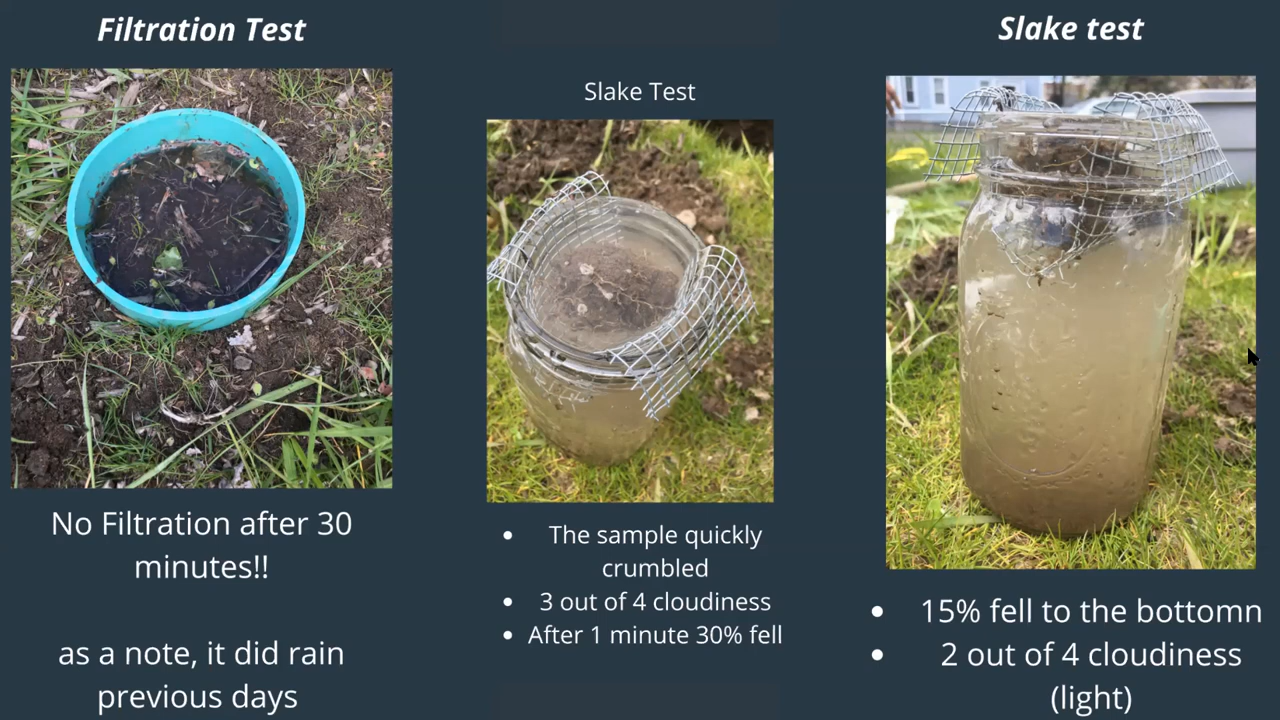 Filtration Test
No Filtration after 30
minutes!!
as a note, it did rain
previous days
Slake Test
• The sample quickly
crumbled
• 3 out of 4 cloudiness
• After 1 minute 30% fell
Slake test
• 15% fell to the bottomn
• 2 out of 4 cloudiness
(light)